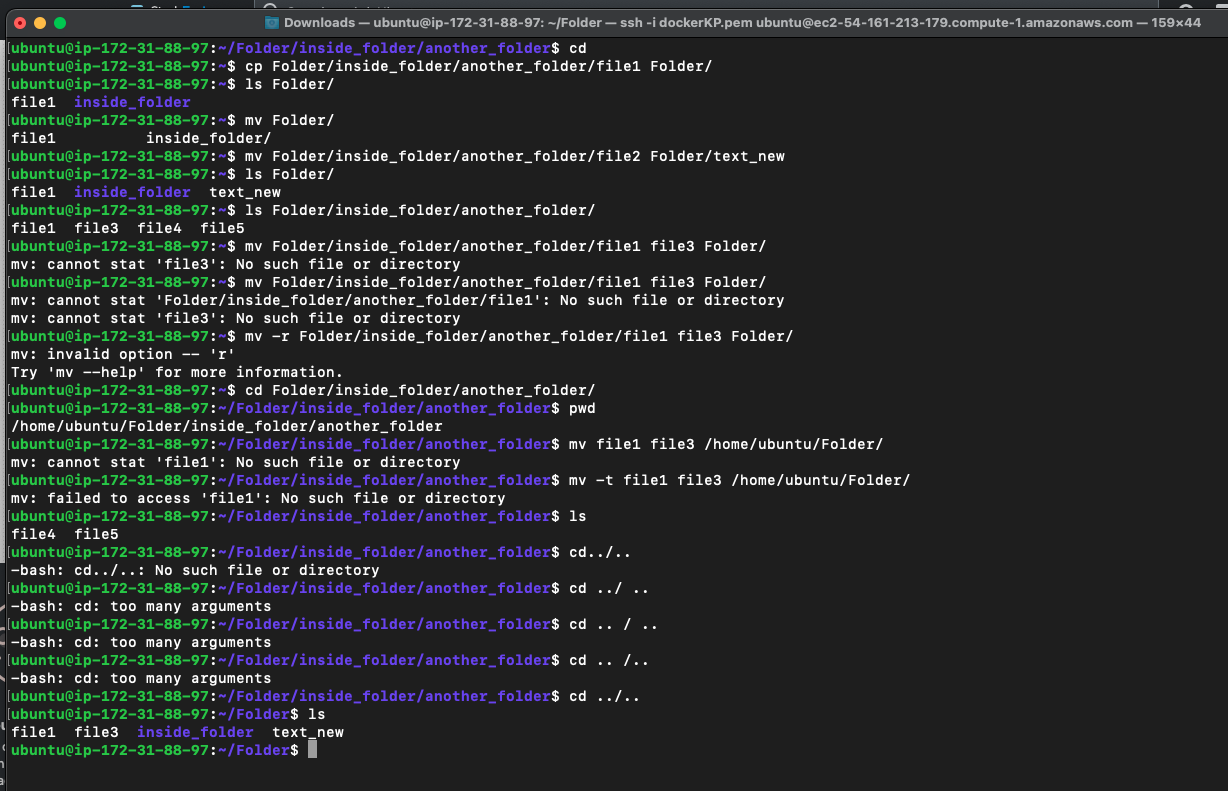 Downloads — ubuntu@ip-172-31-88-97: ~/Folder — ssh -i dockerKP.pem ubuntu@ec2-54-161-213-179.compute-1.amazonaws.com — 159×44
[ubuntu@ip-172-31-88-97:~/Folder/inside_folder/another_folder$ cd
[ubuntu@ip-172-31-88-97:~$ cp Folder/inside_folder/another_folder/file1 Folder/
[ubuntu@ip-172-31-88-97:~$ ls Folder/
file1  inside_folder
[ubuntu@ip-172-31-88-97:~$ mv Folder/
file1          inside_folder/
[ubuntu@ip-172-31-88-97:~$ mv Folder/inside_folder/another_folder/file2 Folder/text_new
[ubuntu@ip-172-31-88-97:~$ ls Folder/
file1  inside_folder  text_new
[ubuntu@ip-172-31-88-97:~$ ls Folder/inside_folder/another_folder/
file1  file3  file4  file5
[ubuntu@ip-172-31-88-97:~$ mv Folder/inside_folder/another_folder/file1 file3 Folder/
mv: cannot stat 'file3': No such file or directory
[ubuntu@ip-172-31-88-97:~$ mv Folder/inside_folder/another_folder/file1 file3 Folder/
mv: cannot stat 'Folder/inside_folder/another_folder/file1': No such file or directory
mv: cannot stat 'file3': No such file or directory
[ubuntu@ip-172-31-88-97:~$ mv -r Folder/inside_folder/another_folder/file1 file3 Folder/
mv: invalid option -- 'r'
Try 'mv --help' for more information.
[ubuntu@ip-172-31-88-97:~$ cd Folder/inside_folder/another_folder/
[ubuntu@ip-172-31-88-97:~/Folder/inside_folder/another_folder$ pwd
/home/ubuntu/Folder/inside_folder/another_folder
[ubuntu@ip-172-31-88-97:~/Folder/inside_folder/another_folder$ mv file1 file3 /home/ubuntu/Folder/
mv: cannot stat 'file1': No such file or directory
[ubuntu@ip-172-31-88-97:~/Folder/inside_folder/another_folder$ mv -t file1 file3 /home/ubuntu/Folder/
mv: failed to access 'file1': No such file or directory
[ubuntu@ip-172-31-88-97:~/Folder/inside_folder/another_folder$ ls
file4  file5
[ubuntu@ip-172-31-88-97:~/Folder/inside_folder/another_folder$ cd../..
-bash: cd../..: No such file or directory
[ubuntu@ip-172-31-88-97:~/Folder/inside_folder/another_folder$ cd ../ ..
-bash: cd: too many arguments
[ubuntu@ip-172-31-88-97:~/Folder/inside_folder/another_folder$ cd .. / ..
-bash: cd: too many arguments
[ubuntu@ip-172-31-88-97:~/Folder/inside_folder/another_folder$ cd .. /..
-bash: cd: too many arguments
[ubuntu@ip-172-31-88-97:~/Folder/inside_folder/another_folder$ cd ../..
[ubuntu@ip-172-31-88-97:~/Folder$ ls
file1  file3  inside_folder  text_new
ubuntu@ip-172-31-88-97:~/Folder$